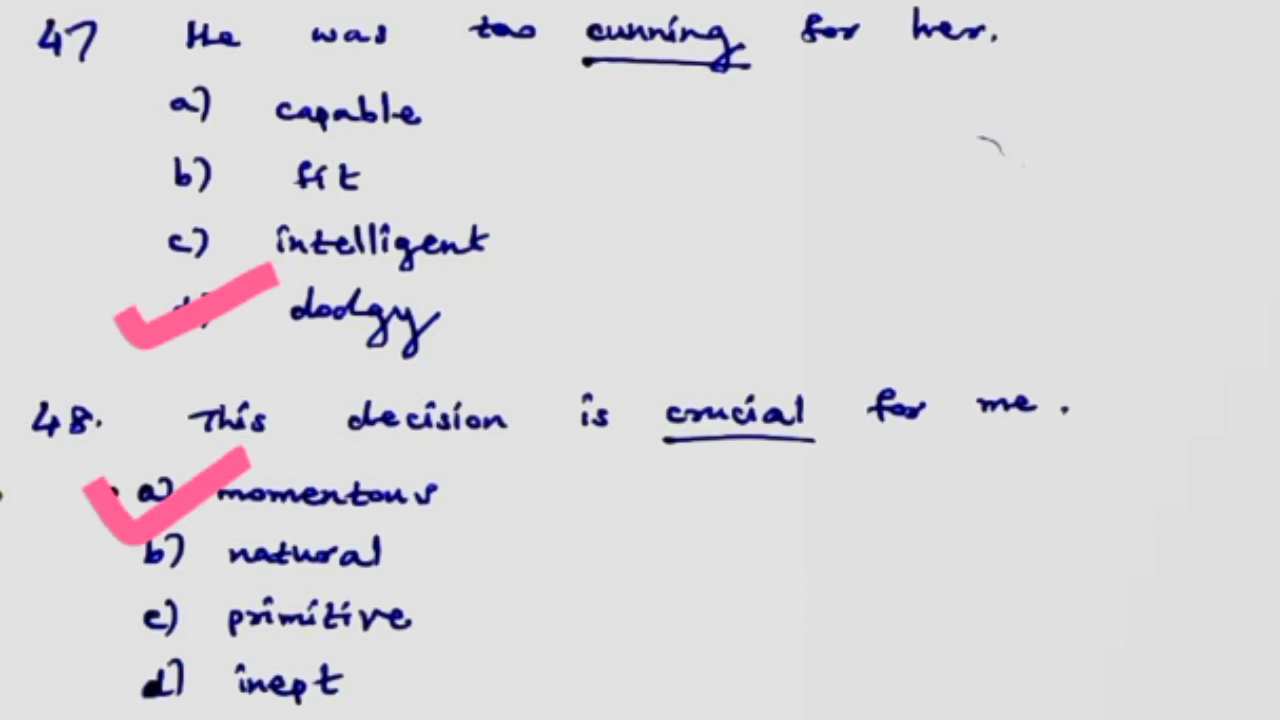 47 He was too cunning for her.
a) capable
b) fit
c) intelligent
d) dodgy
48. This decision is crucial for me.
a) momentous
b) natural
c) primitive
d) inept